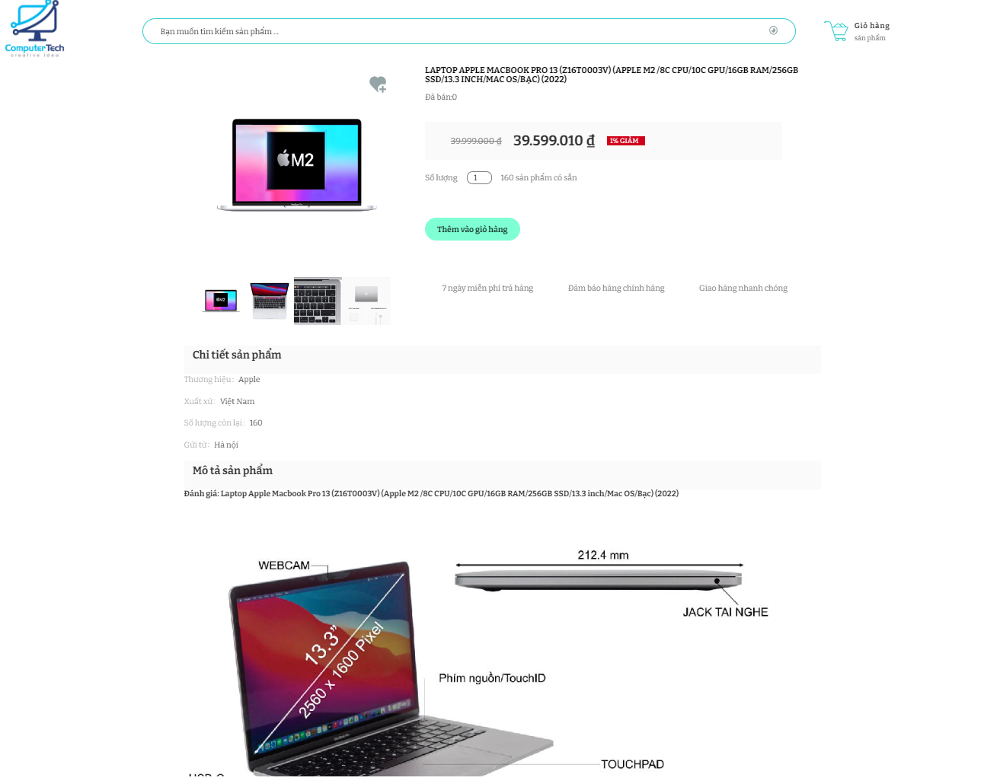 ComputerTech
creative idea
Bạn muốn tìm kiếm sản phẩm ...
Giỏ hàng
sản phẩm
LAPTOP APPLE MACBOOK PRO 13 (Z16T0003V) (APPLE M2 /8C CPU/10C GPU/16GB RAM/256GB
SSD/13.3 INCH/MAC OS/BẠC) (2022)
Đã bán:0
M2
39.999.000 ₫ 39.599.010 ₫ 1% GIẢM
Số lượng 1 160 sản phẩm có sẵn
Thêm vào giỏ hàng
M2
7 ngày miễn phí trả hàng Đảm bảo hàng chính hãng Giao hàng nhanh chóng
Chi tiết sản phẩm
Thương hiệu : Apple
Xuất xứ : Việt Nam
Số lượng còn lại : 160
Gửi từ : Hà nội
Mô tả sản phẩm
Đánh giá: Laptop Apple Macbook Pro 13 (Z16T0003V) (Apple M2 /8C CPU/10C GPU/16GB RAM/256GB SSD/13.3 inch/Mac OS/Bạc) (2022)
212.4 mm
WEBCAM
JACK TAI NGHE
13.3"
2560 x 1600 Pixel
Phím nguồn/TouchID
TOUCHPAD